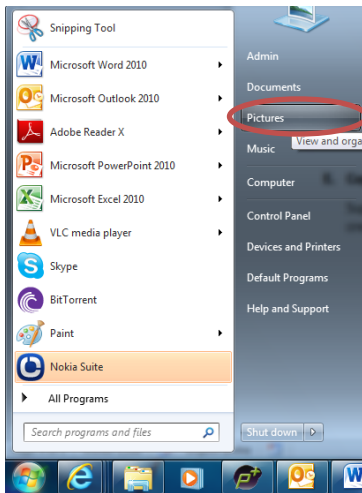 Snipping Tool
Microsoft Word 2010
Microsoft Outlook 2010
Adobe Reader X
Microsoft PowerPoint 2010
Microsoft Excel 2010
VLC media player
Skype
BitTorrent
Paint
Nokia Suite
All Programs
Search programs and files
Admin
Documents
Pictures
View and orga
Music
Computer
Control Panel
Devices and Printers
Default Programs
Help and Support
Shut down